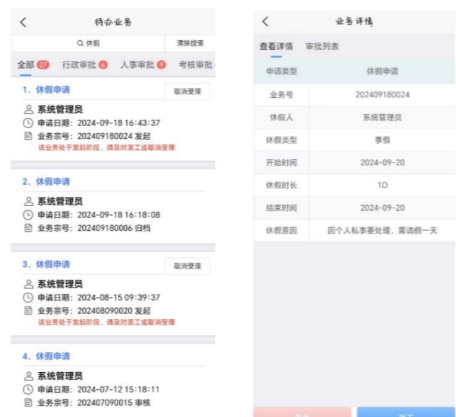 待办业务
休假
清除搜索
全部 27 行政审批 6 人事审批 9 考核审批
1、休假申请
取消受理
系统管理员
申请日期：2024-09-18 16:43:37
业务宗号：202409180024 发起
该业务处于发起阶段，请及时派工或取消受理
2、休假申请
系统管理员
申请日期：2024-09-18 16:18:08
业务宗号：202409180006 归档
3、休假申请
取消受理
系统管理员
申请日期：2024-08-15 09:39:37
业务宗号：202408090020 发起
该业务处于发起阶段，请及时派工或取消受理
4、休假申请
系统管理员
申请日期：2024-07-12 15:18:11
业务宗号：202407090015 审核
业务详情
查看详情 审批列表
申请类型 休假申请
业务号 202409180024
休假人 系统管理员
休假类型 事假
开始时间 2024-09-20
休假时长 1D
结束时间 2024-09-20
休假原因 因个人私事要处理，需请假一天